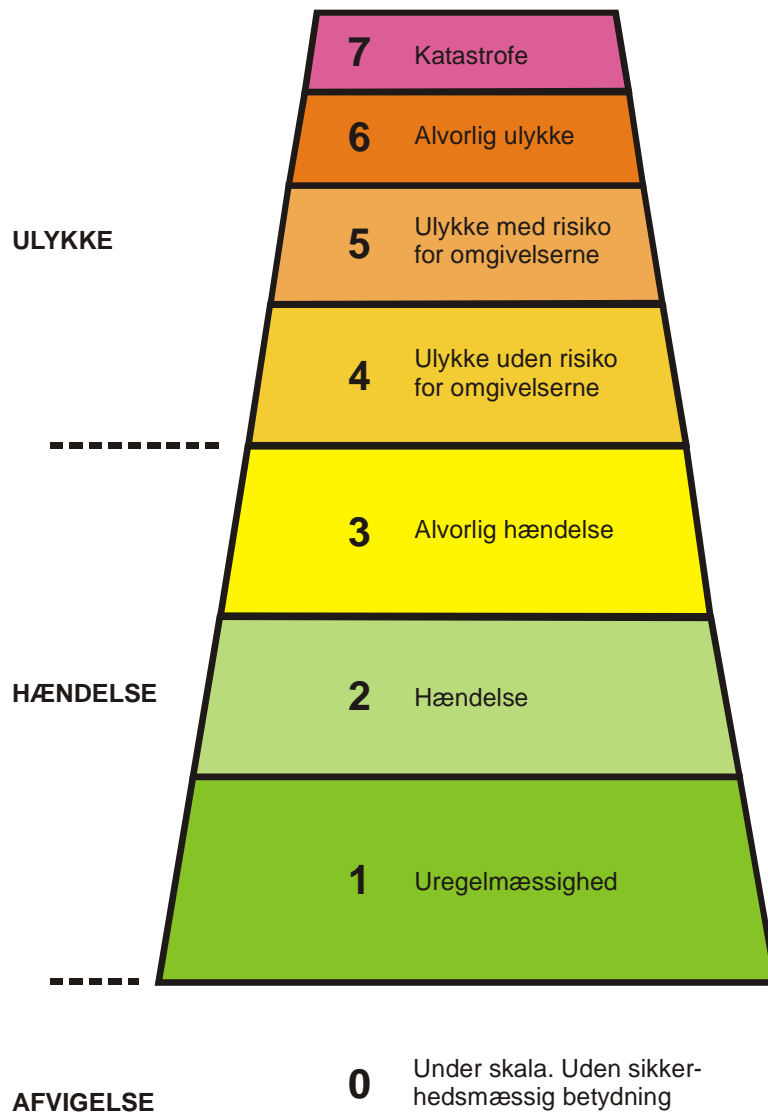 7 Katastrofe
6 Alvorlig ulykke
ULYKKE
5 Ulykke med risiko
for omgivelserne
4 Ulykke uden risiko
for omgivelserne
3 Alvorlig hændelse
HÆNDELSE
2 Hændelse
1 Uregelmæssighed
AFVIGELSE
0 Under skala. Uden sikker-
hedsmæssig betydning